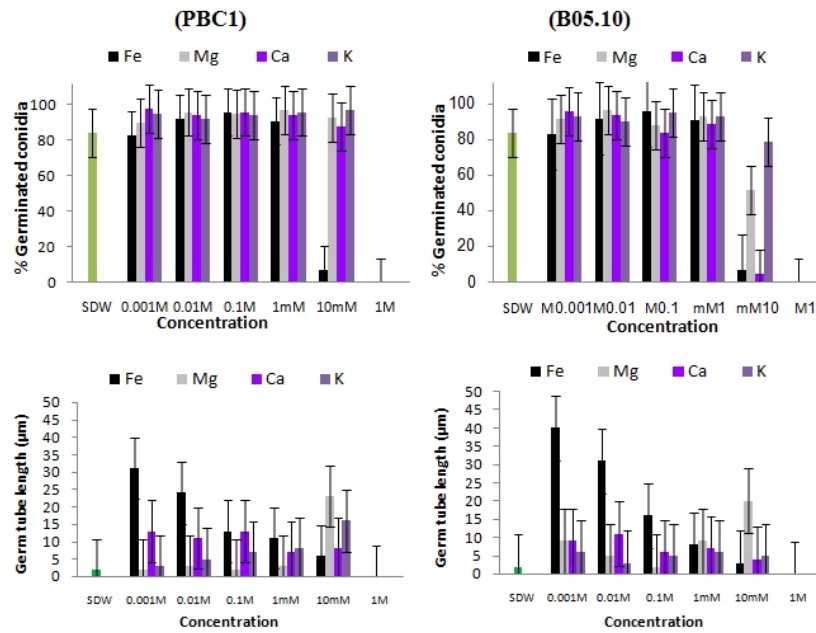 (PBC1)
Fe Mg Ca K
% Germinated conidia
100
80
60
40
20
0
SDW 0.001M 0.01M 0.1M 1mM 10mM 1M
Concentration
(B05.10)
Fe Mg Ca K
% Germinated conidia
100
80
60
40
20
0
SDW M0.001 M0.01 M0.1 mM1 mM10 M1
Concentration
Fe Mg Ca K
Germ tube length (µm)
50
45
40
35
30
25
20
15
10
5
0
SDW 0.001M 0.01M 0.1M 1mM 10mM 1M
Concentration
Fe Mg Ca K
Germ tube length (µm)
50
45
40
35
30
25
20
15
10
5
0
SDW 0.001M 0.01M 0.1M 1mM 10mM 1M
Concentration